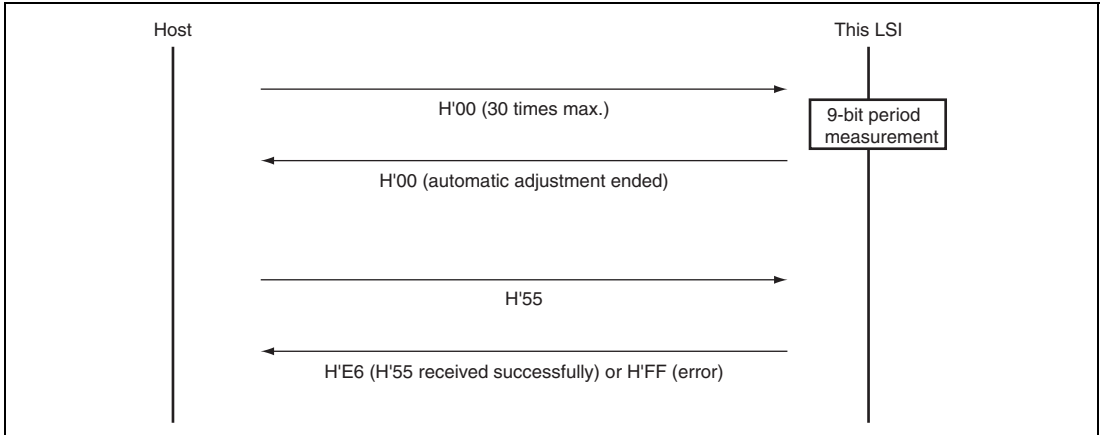 Host
This LSI
H'00 (30 times max.)
9-bit period
measurement
H'00 (automatic adjustment ended)
H'55
H'E6 (H'55 received successfully) or H'FF (error)